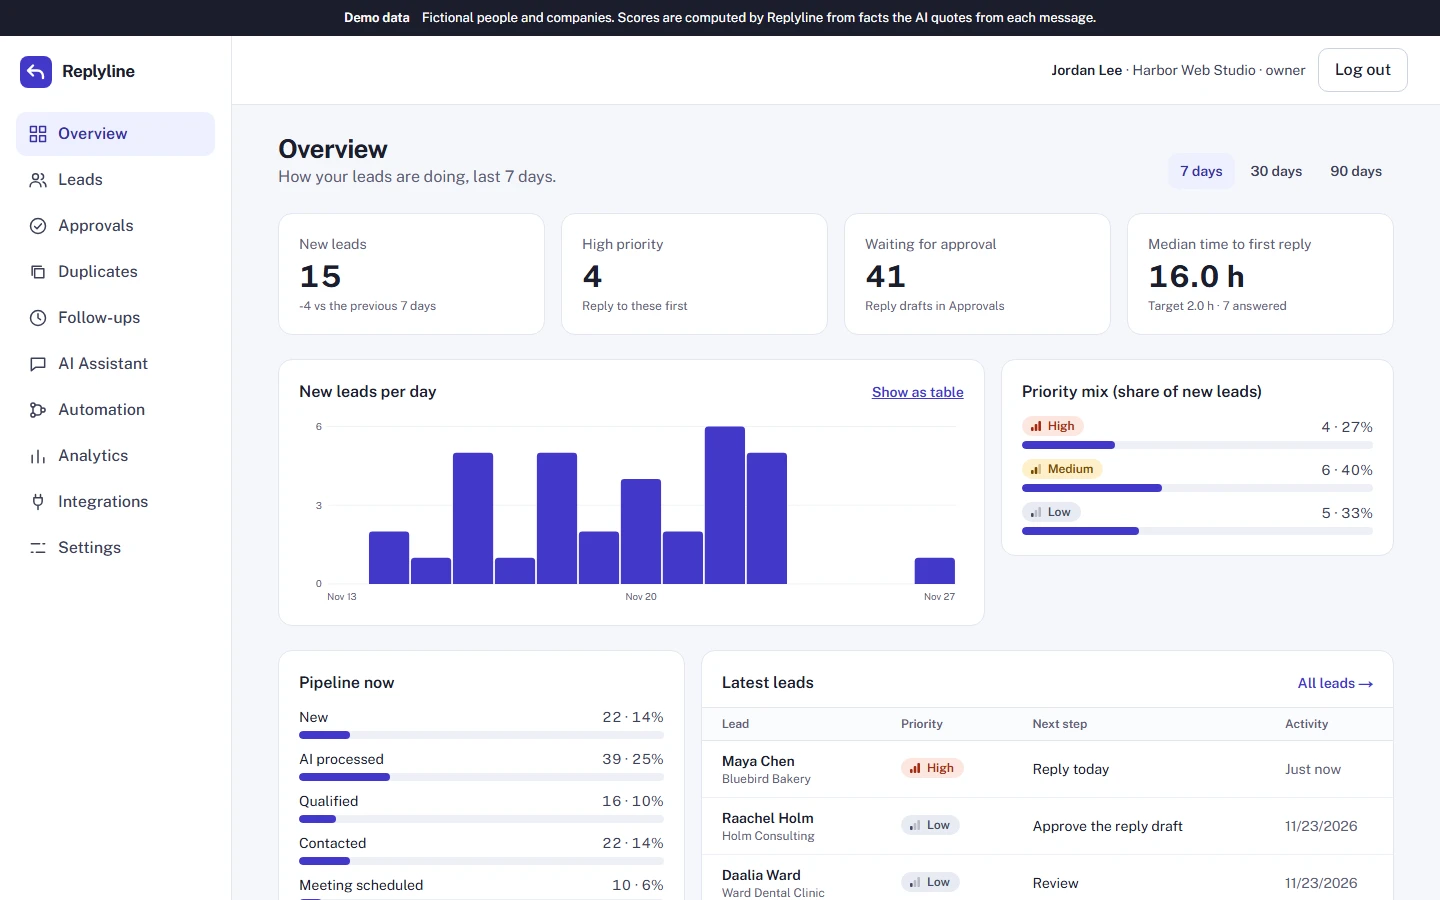 Demo data Fictional people and companies. Scores are computed by Replyline from facts the AI quotes from each message.
Replyline
Jordan Lee · Harbor Web Studio · owner
Log out
Overview
Leads
Approvals
Duplicates
Follow-ups
AI Assistant
Automation
Analytics
Integrations
Settings
Overview
How your leads are doing, last 7 days.
7 days
30 days
90 days
New leads
15
-4 vs the previous 7 days
High priority
4
Reply to these first
Waiting for approval
41
Reply drafts in Approvals
Median time to first reply
16.0 h
Target 2.0 h · 7 answered
New leads per day
Show as table
6
3
0
Nov 13
Nov 20
Nov 27
Priority mix (share of new leads)
High
4 · 27%
Medium
6 · 40%
Low
5 · 33%
Pipeline now
New
22 · 14%
AI processed
39 · 25%
Qualified
16 · 10%
Contacted
22 · 14%
Meeting scheduled
10 · 6%
Latest leads
All leads →
Lead Priority Next step Activity
Maya Chen
Bluebird Bakery
High
Reply today
Just now
Raachel Holm
Holm Consulting
Low
Approve the reply draft
11/23/2026
Daalia Ward
Ward Dental Clinic
Low
Review
11/23/2026